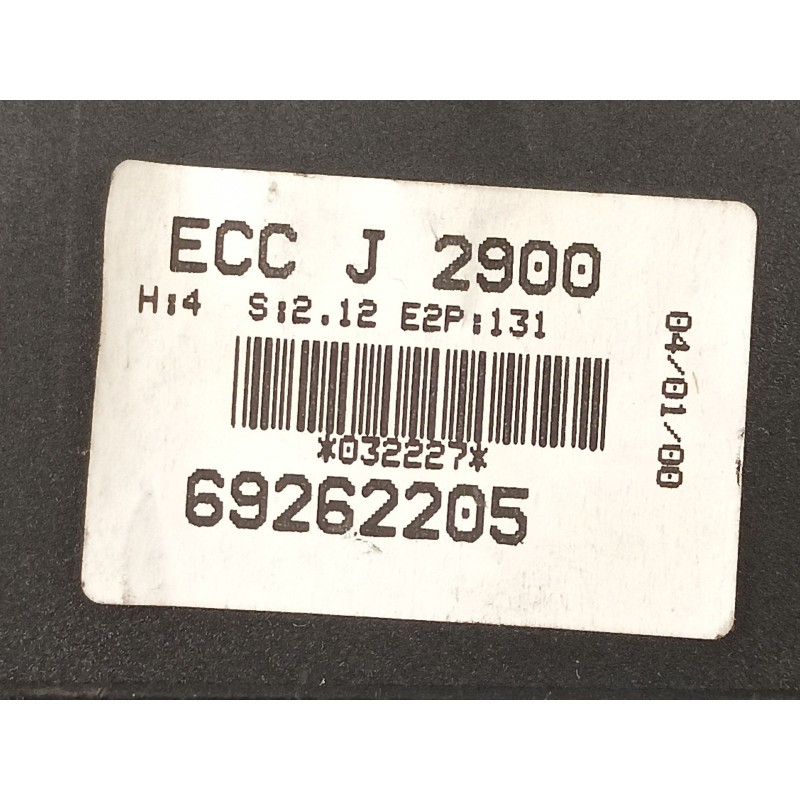 ECC J 2900
H:4 S:2.12 E2P:131
04/01/00
*032227*
69262205